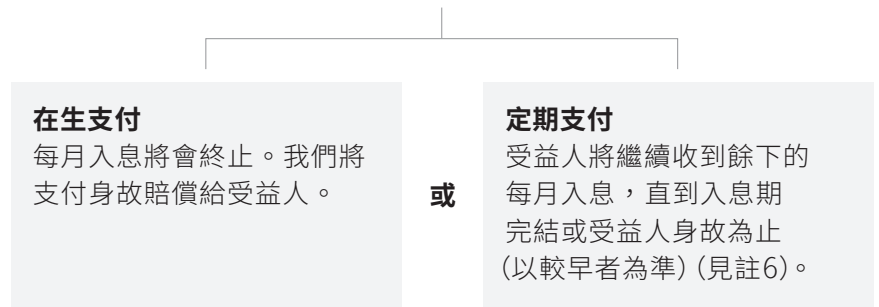 在生支付
每月入息將會終止。我們將
支付身故賠償給受益人。
或
定期支付
受益人將繼續收到餘下的
每月入息，直到入息期
完結或受益人身故為止
(以較早者為準) (見註6)。